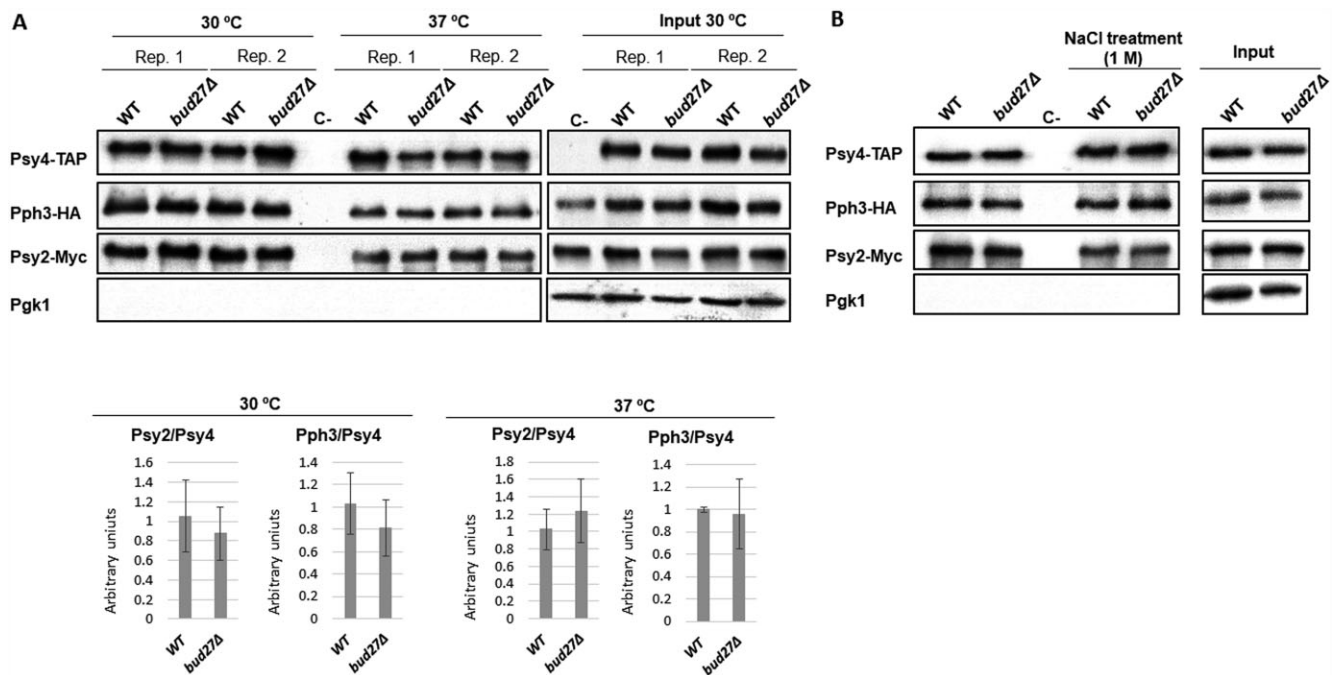 A
30 ºC 37 ºC Input 30 ºC
Rep. 1 Rep. 2 Rep. 1 Rep. 2 Rep. 1 Rep. 2
WT bud27Δ WT bud27Δ C- WT bud27Δ WT bud27Δ C- WT bud27Δ WT bud27Δ
Psy4-TAP
Pph3-HA
Psy2-Myc
Pgk1
B
NaCl treatment
(1 M)
Input
WT bud27Δ C- WT bud27Δ WT bud27Δ
Psy4-TAP
Pph3-HA
Psy2-Myc
Pgk1
30 ºC
Psy2/Psy4
Arbitrary uniuts
1.6
1.4
1.2
1
0.8
0.6
0.4
0.2
0
WT bud27Δ
Pph3/Psy4
Arbitrary uniuts
1.4
1.2
1
0.8
0.6
0.4
0.2
0
WT bud27Δ
37 ºC
Psy2/Psy4
Arbitrary uniuts
1.8
1.6
1.4
1.2
1
0.8
0.6
0.4
0.2
0
WT bud27Δ
Pph3/Psy4
Arbitrary uniuts
1.4
1.2
1
0.8
0.6
0.4
0.2
0
WT bud27Δ